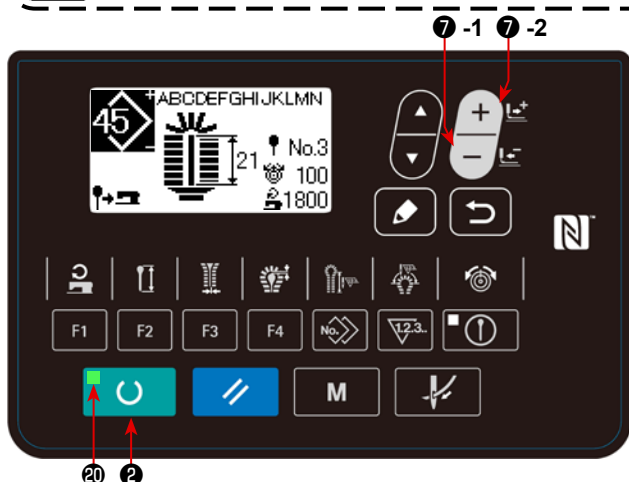 ❼ -1 ❼ -2
45
ABCDEFGHIJKLMN
21
No.3
100
1800
+
−
N
F1 F2 F3 F4 No. 1.2.3..
M
⓴ ❷